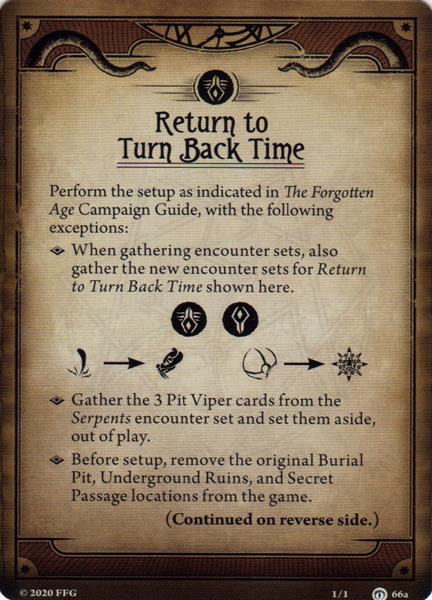 Return to
Turn Back Time
Perform the setup as indicated in The Forgotten
Age Campaign Guide, with the following
exceptions:
When gathering encounter sets, also
gather the new encounter sets for Return
to Turn Back Time shown here.
Gather the 3 Pit Viper cards from the
Serpents encounter set and set them aside,
out of play.
Before setup, remove the original Burial
Pit, Underground Ruins, and Secret
Passage locations from the game.
(Continued on reverse side.)
© 2020 FFG 1/1 66a